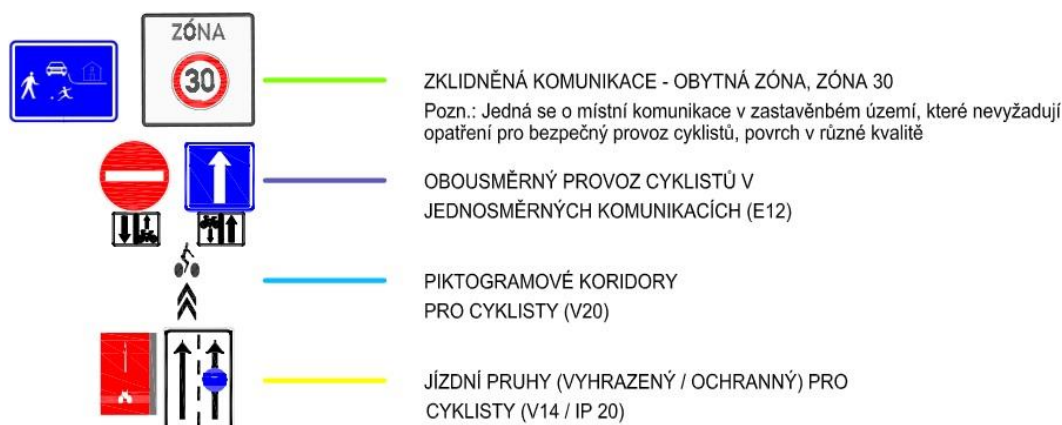 ZÓNA
30
ZKLIDNĚNÁ KOMUNIKACE - OBYTNÁ ZÓNA, ZÓNA 30
Pozn.: Jedná se o místní komunikace v zastavěnbém území, které nevyžadují
opatření pro bezpečný provoz cyklistů, povrch v různé kvalitě
OBOUSMĚRNÝ PROVOZ CYKLISTŮ V
JEDNOSMĚRNÝCH KOMUNIKACÍCH (E12)
PIKTOGRAMOVÉ KORIDORY
PRO CYKLISTY (V20)
JÍZDNÍ PRUHY (VYHRAZENÝ / OCHRANNÝ) PRO
CYKLISTY (V14 / IP 20)